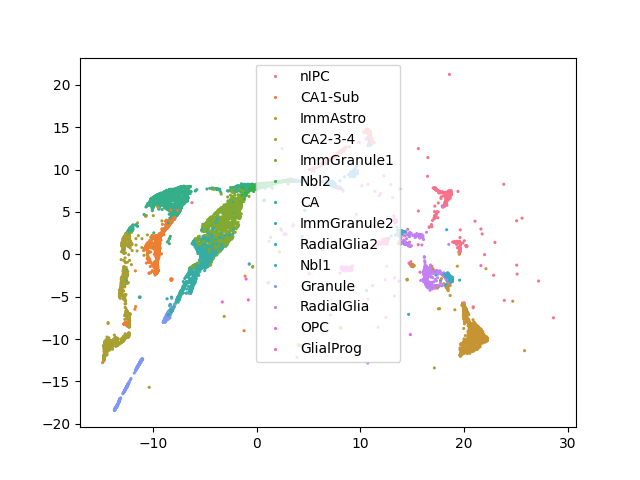 20
15
10
5
0
−5
−10
−15
−20
−10
0
10
20
30
nIPC
CA1-Sub
ImmAstro
CA2-3-4
ImmGranule1
Nbl2
CA
ImmGranule2
RadialGlia2
Nbl1
Granule
RadialGlia
OPC
GlialProg